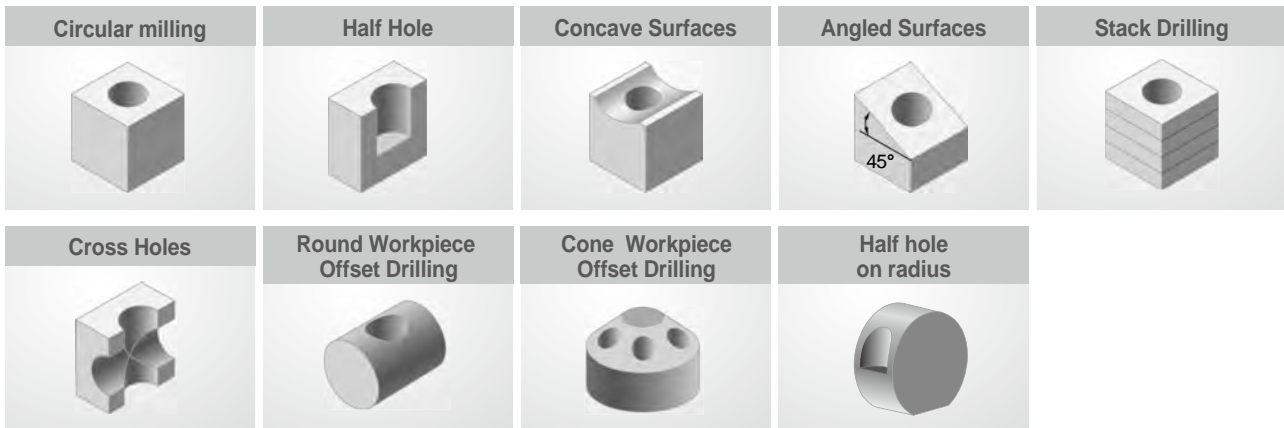 Circular milling
Half Hole
Concave Surfaces
Angled Surfaces
Stack Drilling
45°
Cross Holes
Round Workpiece
Offset Drilling
Cone Workpiece
Offset Drilling
Half hole
on radius